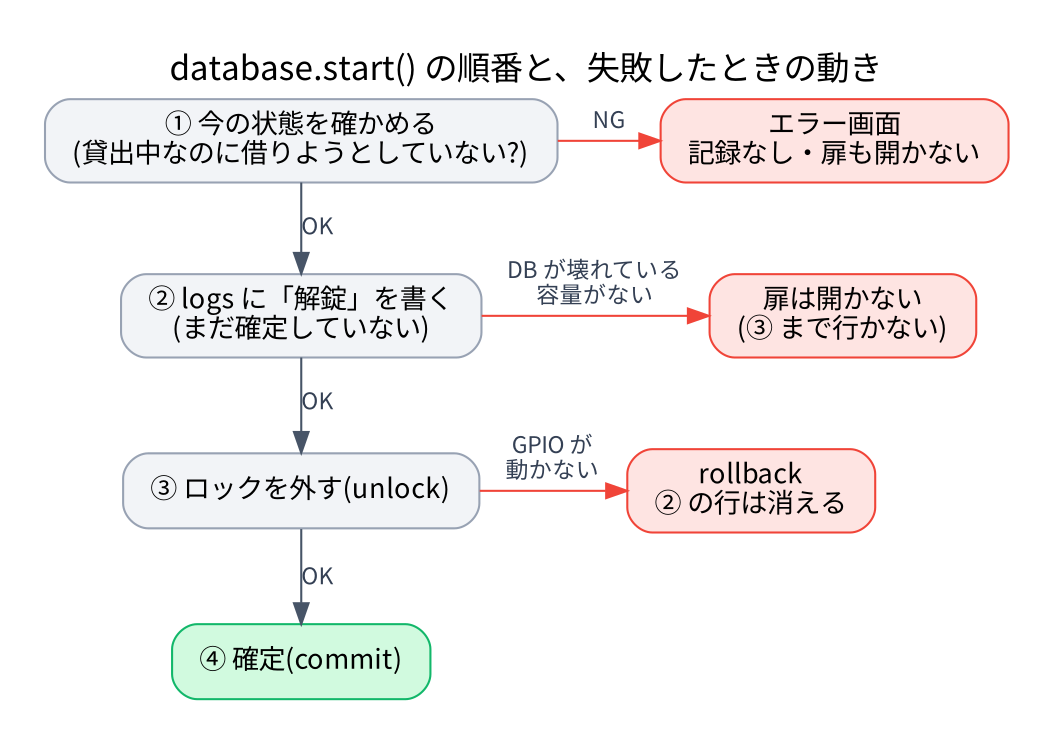 database.start() の順番と、失敗したときの動き
① 今の状態を確かめる
(貸出中なのに借りようとしていない?)
NG
エラー画面
記録なし・扉も開かない
OK
② logs に「解錠」を書く
(まだ確定していない)
DB が壊れている
容量がない
扉は開かない
(③ まで行かない)
OK
③ ロックを外す(unlock)
GPIO が
動かない
rollback
② の行は消える
OK
④ 確定(commit)